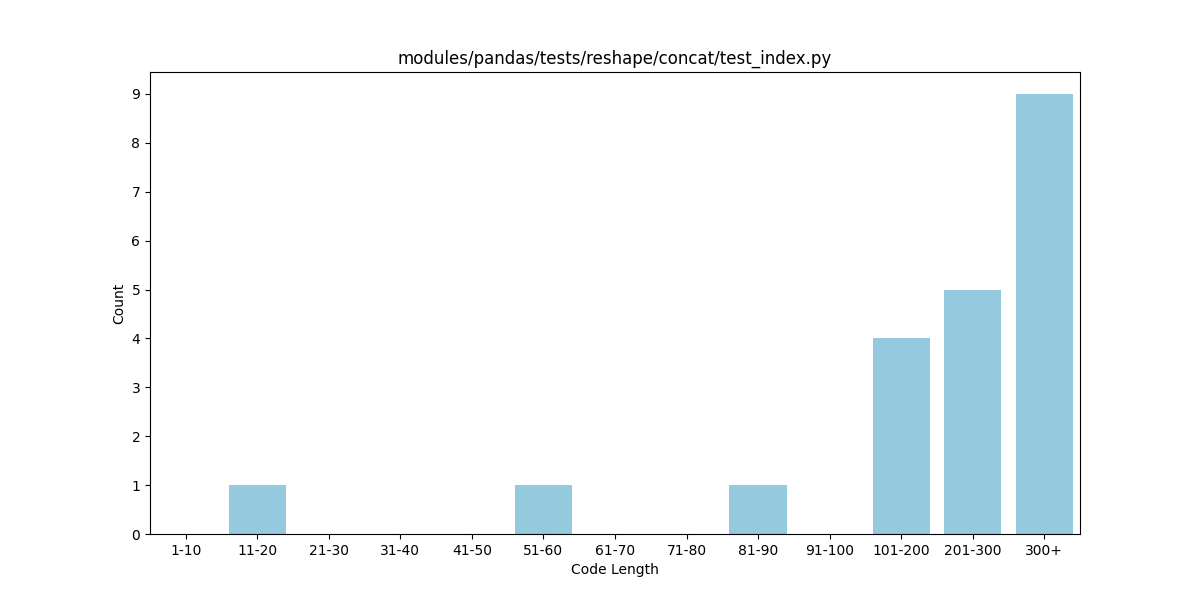 modules/pandas/tests/reshape/concat/test_index.py
9
8
7
6
5
4
3
2
1
0
Count
1-10 11-20 21-30 31-40 41-50 51-60 61-70 71-80 81-90 91-100 101-200 201-300 300+
Code Length